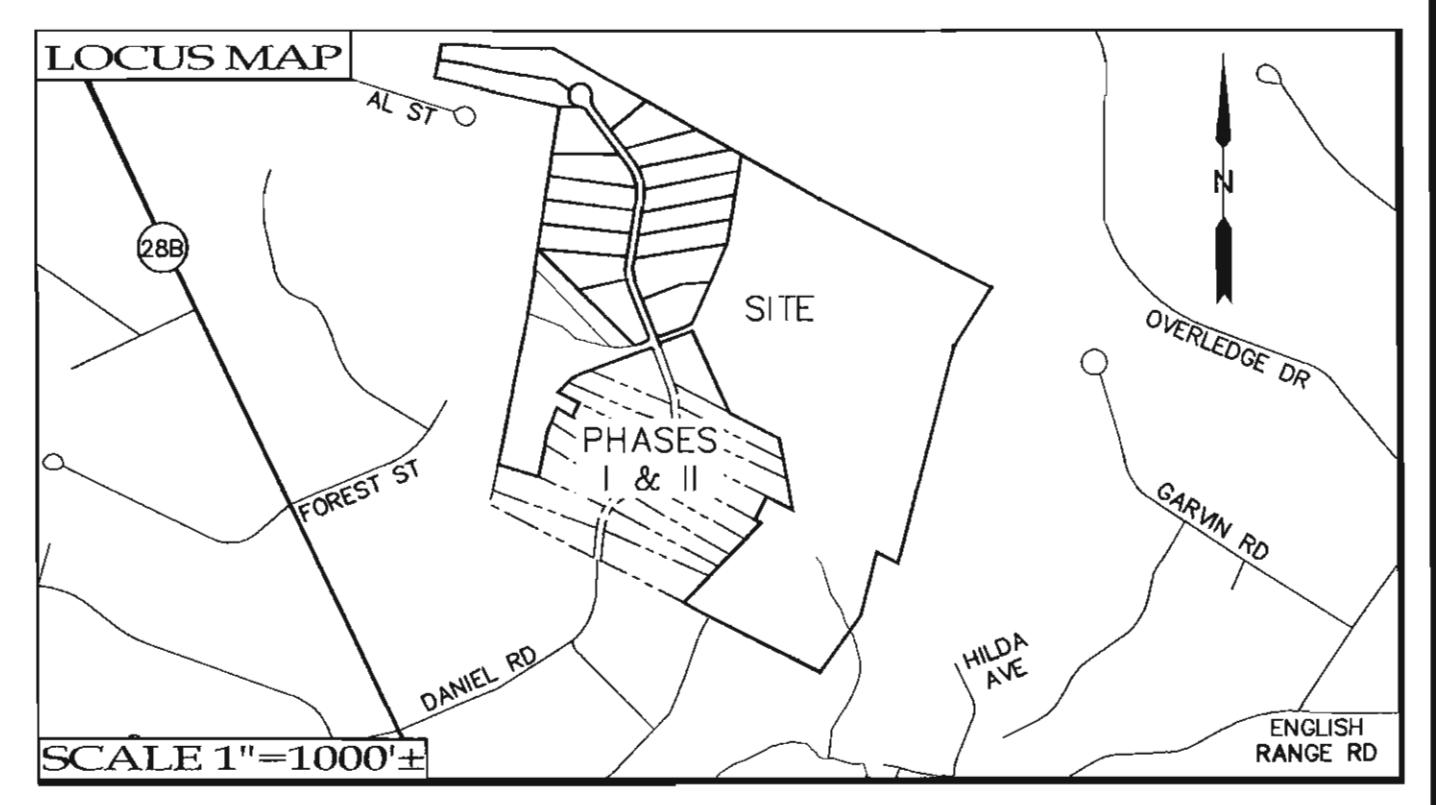 LOCUS MAP
AL ST
28B
N
SITE
OVERLEDGE DR
PHASES
I & II
FOREST ST
GARVIN RD
HILDA
AVE
DANIEL RD
ENGLISH
RANGE RD
SCALE 1"=1000'±